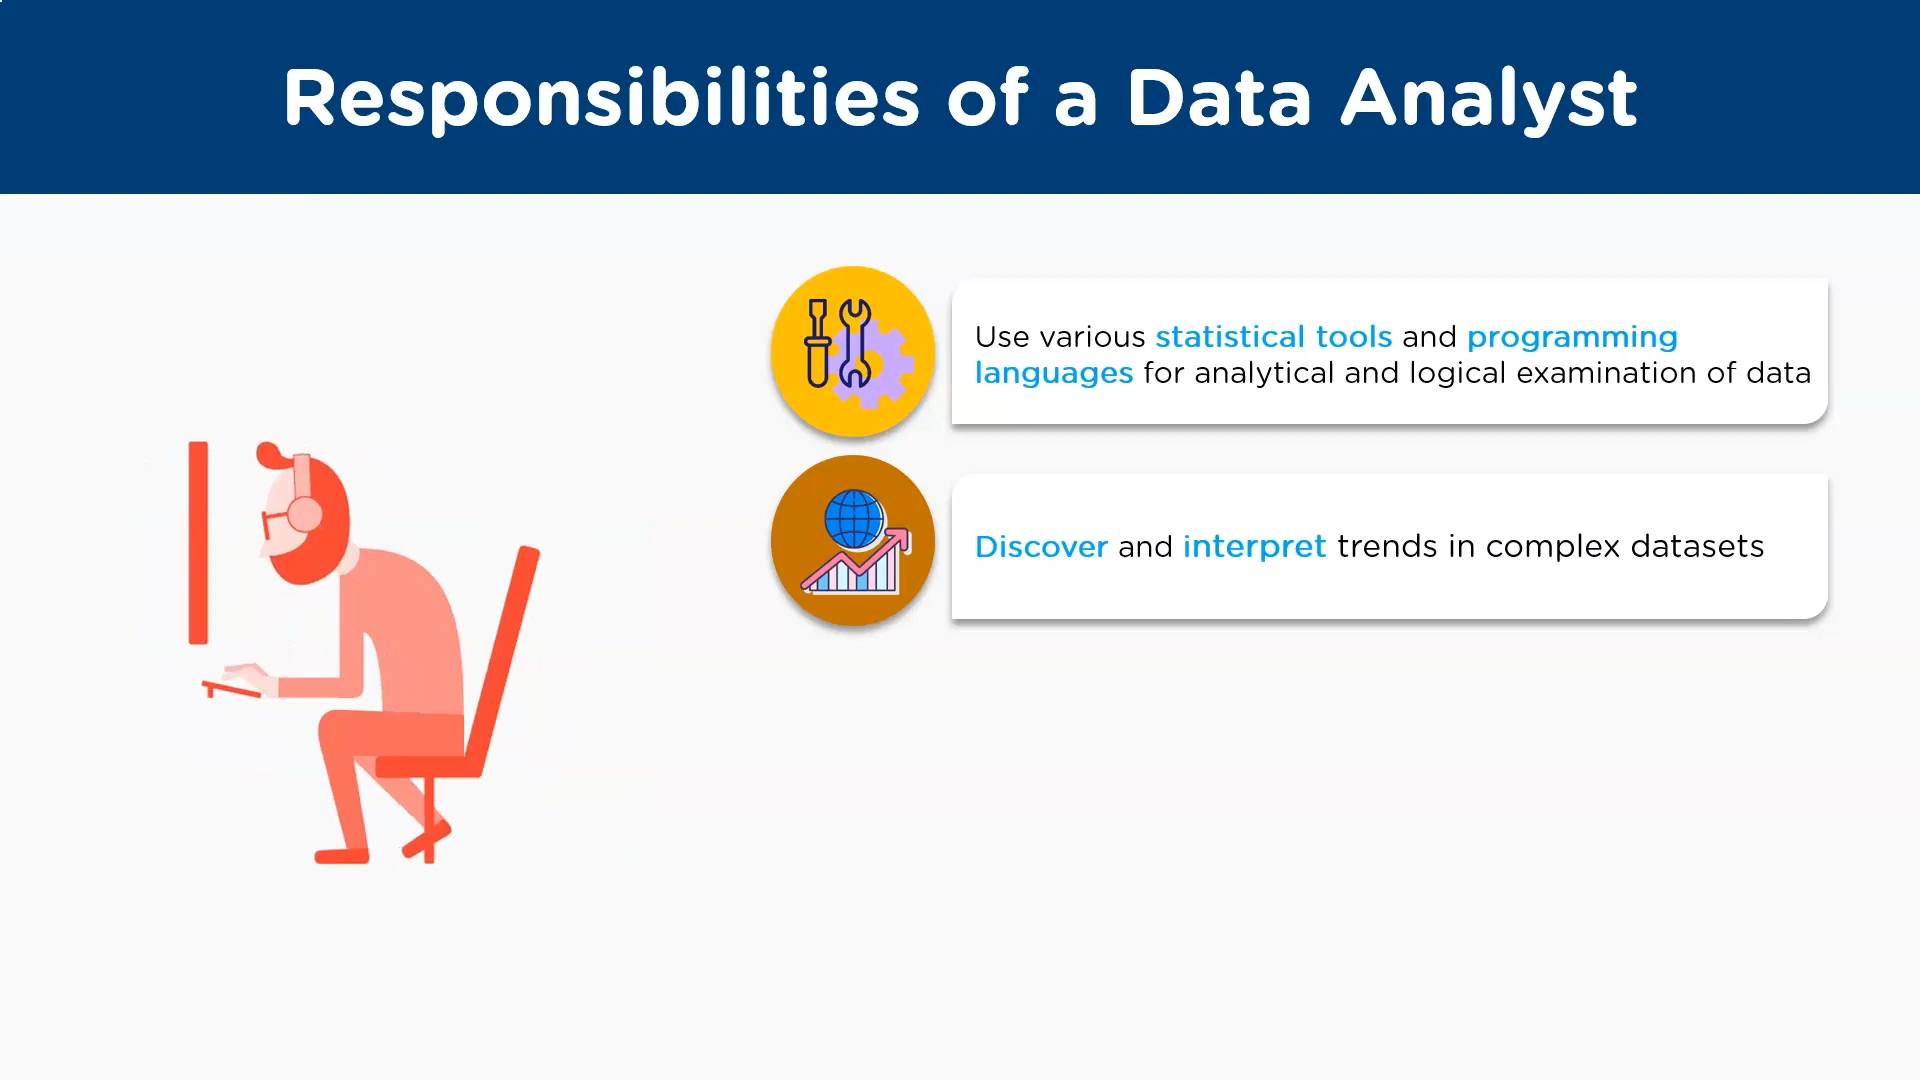 Responsibilities of a Data Analyst
Use various statistical tools and programming
languages for analytical and logical examination of data
Discover and interpret trends in complex datasets